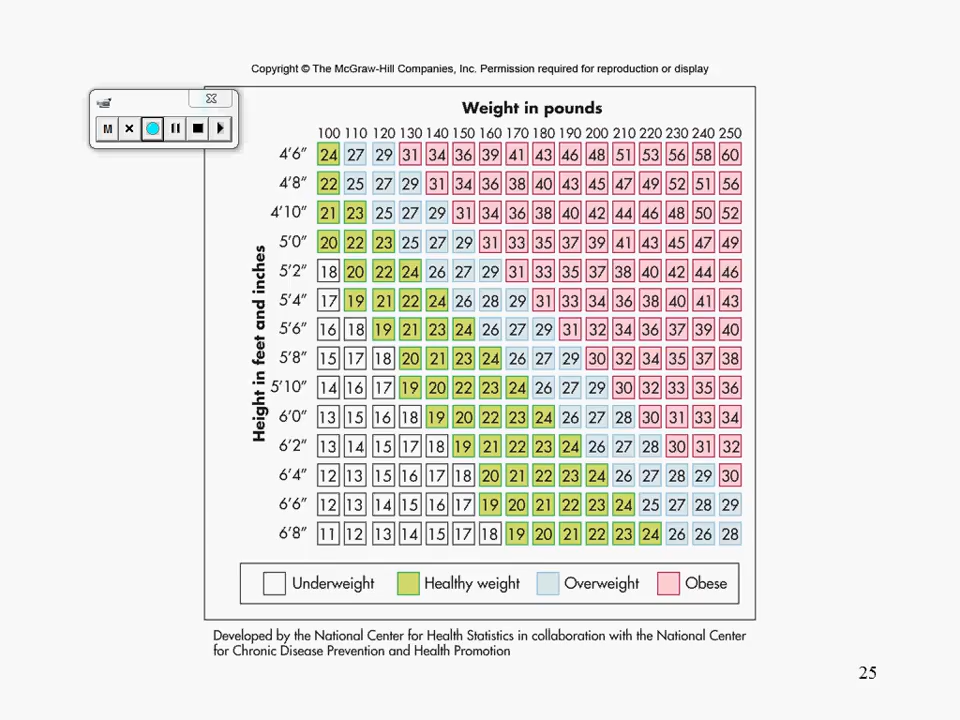 Copyright © The McGraw-Hill Companies, Inc. Permission required for reproduction or display
M
Weight in pounds
100 110 120 130 140 150 160 170 180 190 200 210 220 230 240 250
4'6" 24 27 29 31 34 36 39 41 43 46 48 51 53 56 58 60
4'8" 22 25 27 29 31 34 36 38 40 43 45 47 49 52 51 56
4'10" 21 23 25 27 29 31 34 36 38 40 42 44 46 48 50 52
5'0" 20 22 23 25 27 29 31 33 35 37 39 41 43 45 47 49
5'2" 18 20 22 24 26 27 29 31 33 35 37 38 40 42 44 46
5'4" 17 19 21 22 24 26 28 29 31 33 34 36 38 40 41 43
5'6" 16 18 19 21 23 24 26 27 29 31 32 34 36 37 39 40
5'8" 15 17 18 20 21 23 24 26 27 29 30 32 34 35 37 38
5'10" 14 16 17 19 20 22 23 24 26 27 29 30 32 33 35 36
6'0" 13 15 16 18 19 20 22 23 24 26 27 28 30 31 33 34
6'2" 13 14 15 17 18 19 21 22 23 24 26 27 28 30 31 32
6'4" 12 13 15 16 17 18 20 21 22 23 24 26 27 28 29 30
6'6" 12 13 14 15 16 17 19 20 21 22 23 24 25 27 28 29
6'8" 11 12 13 14 15 17 18 19 20 21 22 23 24 26 26 28
Height in feet and inches
Underweight Healthy weight Overweight Obese
Developed by the National Center for Health Statistics in collaboration with the National Center
for Chronic Disease Prevention and Health Promotion
25